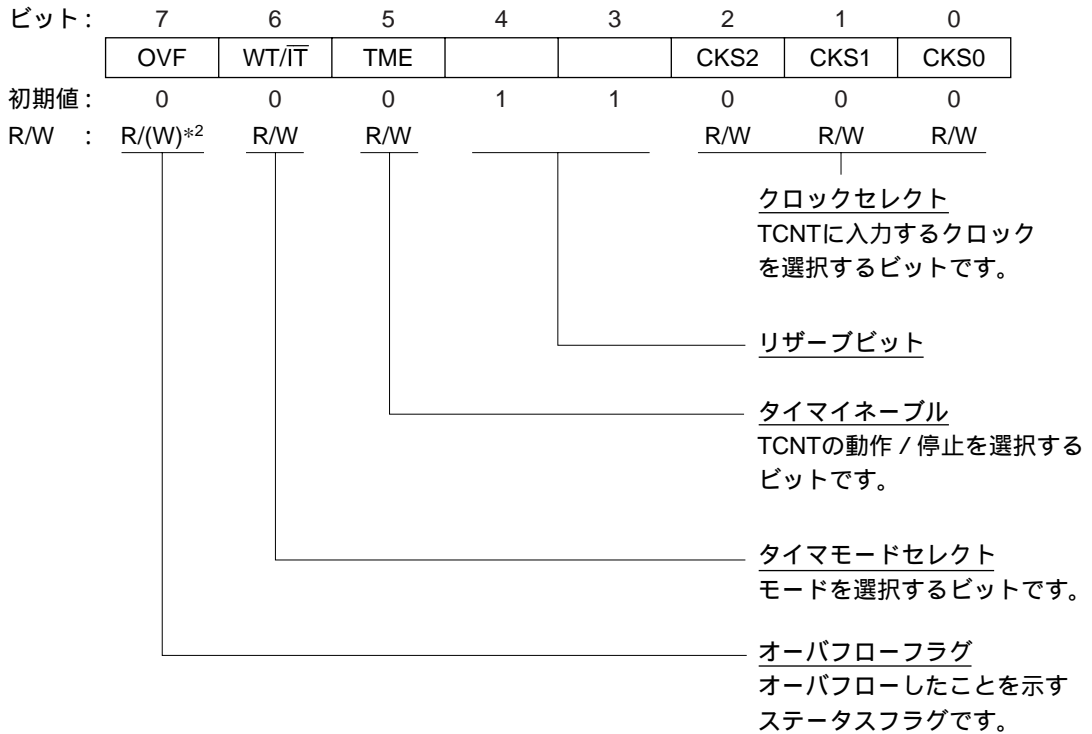 ビット: 7 6 5 4 3 2 1 0
OVF WT/I̅T̅ TME CKS2 CKS1 CKS0
初期値: 0 0 0 1 1 0 0 0
R/W : R/(W)*2 R/W R/W R/W R/W R/W
クロックセレクト
TCNTに入力するクロック
を選択するビットです。
リザーブビット
タイマイネーブル
TCNTの動作/停止を選択する
ビットです。
タイマモードセレクト
モードを選択するビットです。
オーバフローフラグ
オーバフローしたことを示す
ステータスフラグです。